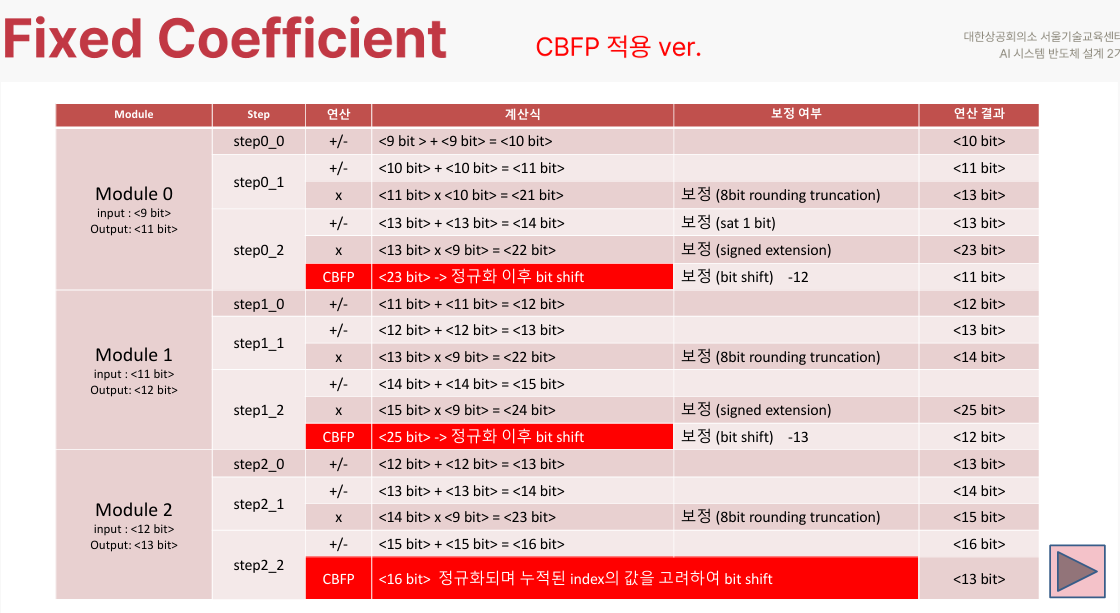 Fixed Coefficient
CBFP 적용 ver.
대한상공회의소 서울기술교육센터
AI 시스템 반도체 설계 2기
Module Step 연산 계산식 보정 여부 연산 결과
Module 0
input : <9 bit>
Output: <11 bit>
step0_0 +/- <9 bit > + <9 bit> = <10 bit> <10 bit>
step0_1 +/- <10 bit> + <10 bit> = <11 bit> <11 bit>
x <11 bit> x <10 bit> = <21 bit> 보정 (8bit rounding truncation) <13 bit>
step0_2 +/- <13 bit> + <13 bit> = <14 bit> 보정 (sat 1 bit) <13 bit>
x <13 bit> x <9 bit> = <22 bit> 보정 (signed extension) <23 bit>
CBFP <23 bit> -> 정규화 이후 bit shift 보정 (bit shift) -12 <11 bit>
Module 1
input : <11 bit>
Output: <12 bit>
step1_0 +/- <11 bit> + <11 bit> = <12 bit> <12 bit>
step1_1 +/- <12 bit> + <12 bit> = <13 bit> <13 bit>
x <13 bit> x <9 bit> = <22 bit> 보정 (8bit rounding truncation) <14 bit>
step1_2 +/- <14 bit> + <14 bit> = <15 bit>
x <15 bit> x <9 bit> = <24 bit> 보정 (signed extension) <25 bit>
CBFP <25 bit> -> 정규화 이후 bit shift 보정 (bit shift) -13 <12 bit>
Module 2
input : <12 bit>
Output: <13 bit>
step2_0 +/- <12 bit> + <12 bit> = <13 bit> <13 bit>
step2_1 +/- <13 bit> + <13 bit> = <14 bit> <14 bit>
x <14 bit> x <9 bit> = <23 bit> 보정 (8bit rounding truncation) <15 bit>
step2_2 +/- <15 bit> + <15 bit> = <16 bit> <16 bit>
CBFP <16 bit> 정규화되며 누적된 index의 값을 고려하여 bit shift <13 bit>